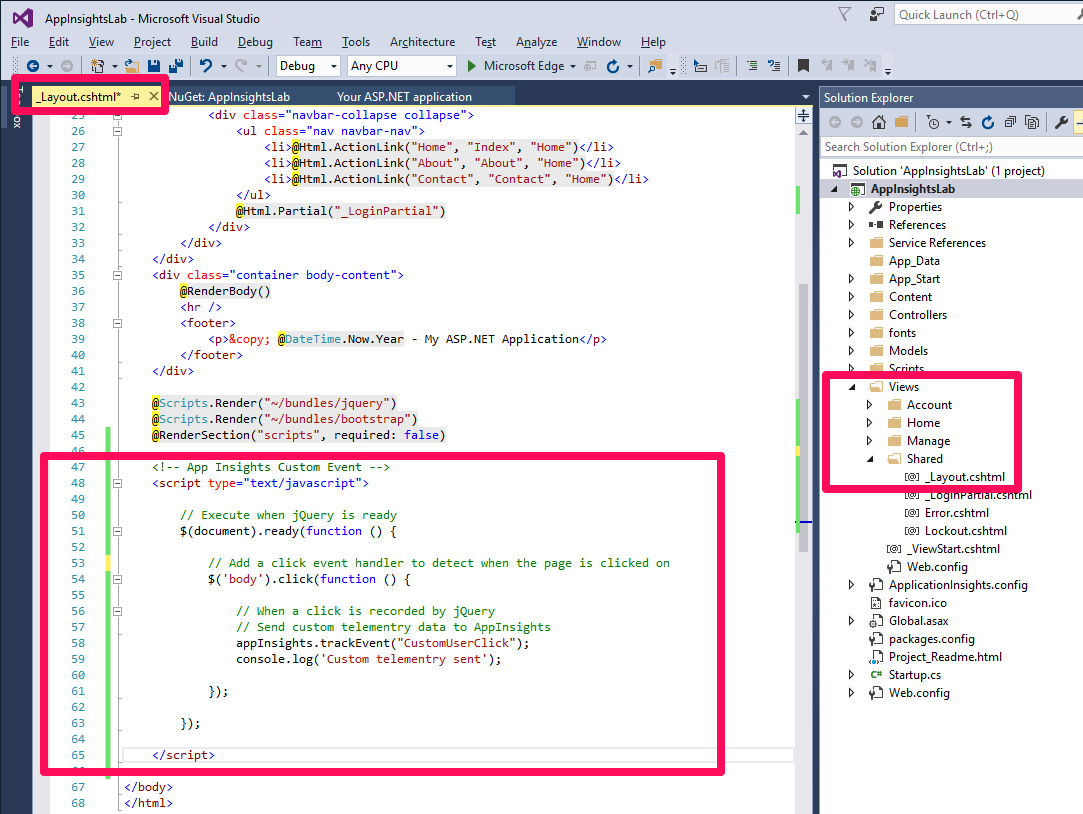 AppInsightsLab - Microsoft Visual Studio
Quick Launch (Ctrl+Q)
File Edit View Project Build Debug Team Tools Architecture Test Analyze Window Help
Debug Any CPU Microsoft Edge
_Layout.cshtml* NuGet: AppInsightsLab Your ASP.NET application
25 <div class="navbar-collapse collapse">
26 <ul class="nav navbar-nav">
27 <li>@Html.ActionLink("Home", "Index", "Home")</li>
28 <li>@Html.ActionLink("About", "About", "Home")</li>
29 <li>@Html.ActionLink("Contact", "Contact", "Home")</li>
30 </ul>
31 @Html.Partial("_LoginPartial")
32 </div>
33 </div>
34 </div>
35 <div class="container body-content">
36 @RenderBody()
37 <hr />
38 <footer>
39 <p>&copy; @DateTime.Now.Year - My ASP.NET Application</p>
40 </footer>
41 </div>
42
43 @Scripts.Render("~/bundles/jquery")
44 @Scripts.Render("~/bundles/bootstrap")
45 @RenderSection("scripts", required: false)
46
47 <!-- App Insights Custom Event -->
48 <script type="text/javascript">
49
50 // Execute when jQuery is ready
51 $(document).ready(function () {
52
53 // Add a click event handler to detect when the page is clicked on
54 $('body').click(function () {
55
56 // When a click is recorded by jQuery
57 // Send custom telementry data to AppInsights
58 appInsights.trackEvent("CustomUserClick");
59 console.log('Custom telementry sent');
60
61 });
62
63 });
64
65 </script>
67 </body>
68 </html>
Solution Explorer
Search Solution Explorer (Ctrl+;)
Solution 'AppInsightsLab' (1 project)
AppInsightsLab
Properties
References
Service References
App_Data
App_Start
Content
Controllers
fonts
Models
Scripts
Views
Account
Home
Manage
Shared
_Layout.cshtml
_LoginPartial.cshtml
Error.cshtml
Lockout.cshtml
_ViewStart.cshtml
Web.config
ApplicationInsights.config
favicon.ico
Global.asax
packages.config
Project_Readme.html
Startup.cs
Web.config